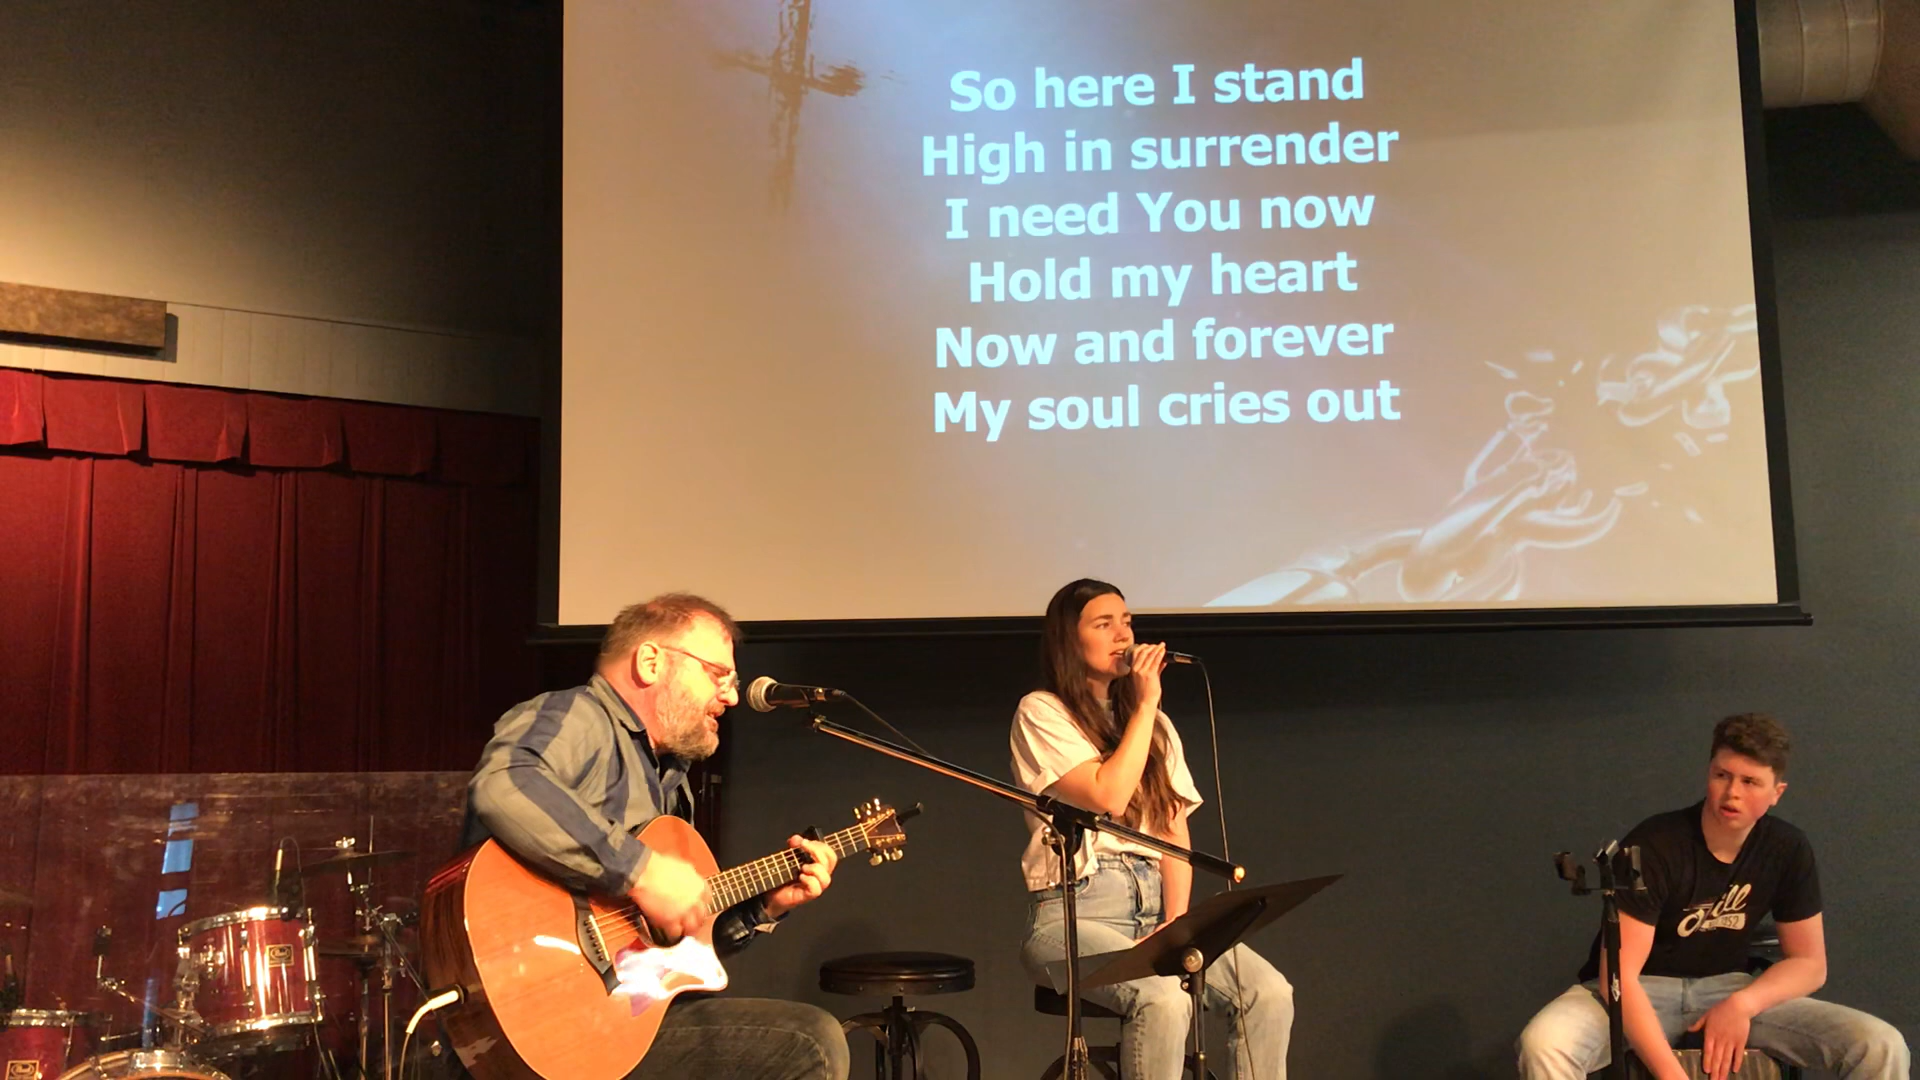 So here I stand
High in surrender
I need You now
Hold my heart
Now and forever
My soul cries out